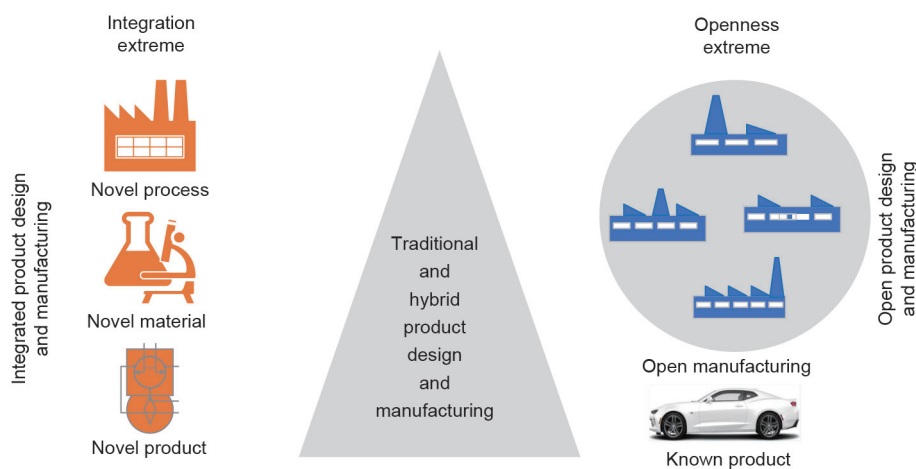 Integration
extreme
Integrated product design
and manufacturing
Novel process
Novel material
Novel product
Traditional
and
hybrid
product
design
and
manufacturing
Openness
extreme
Open manufacturing
Known product
Open product design
and manufacturing